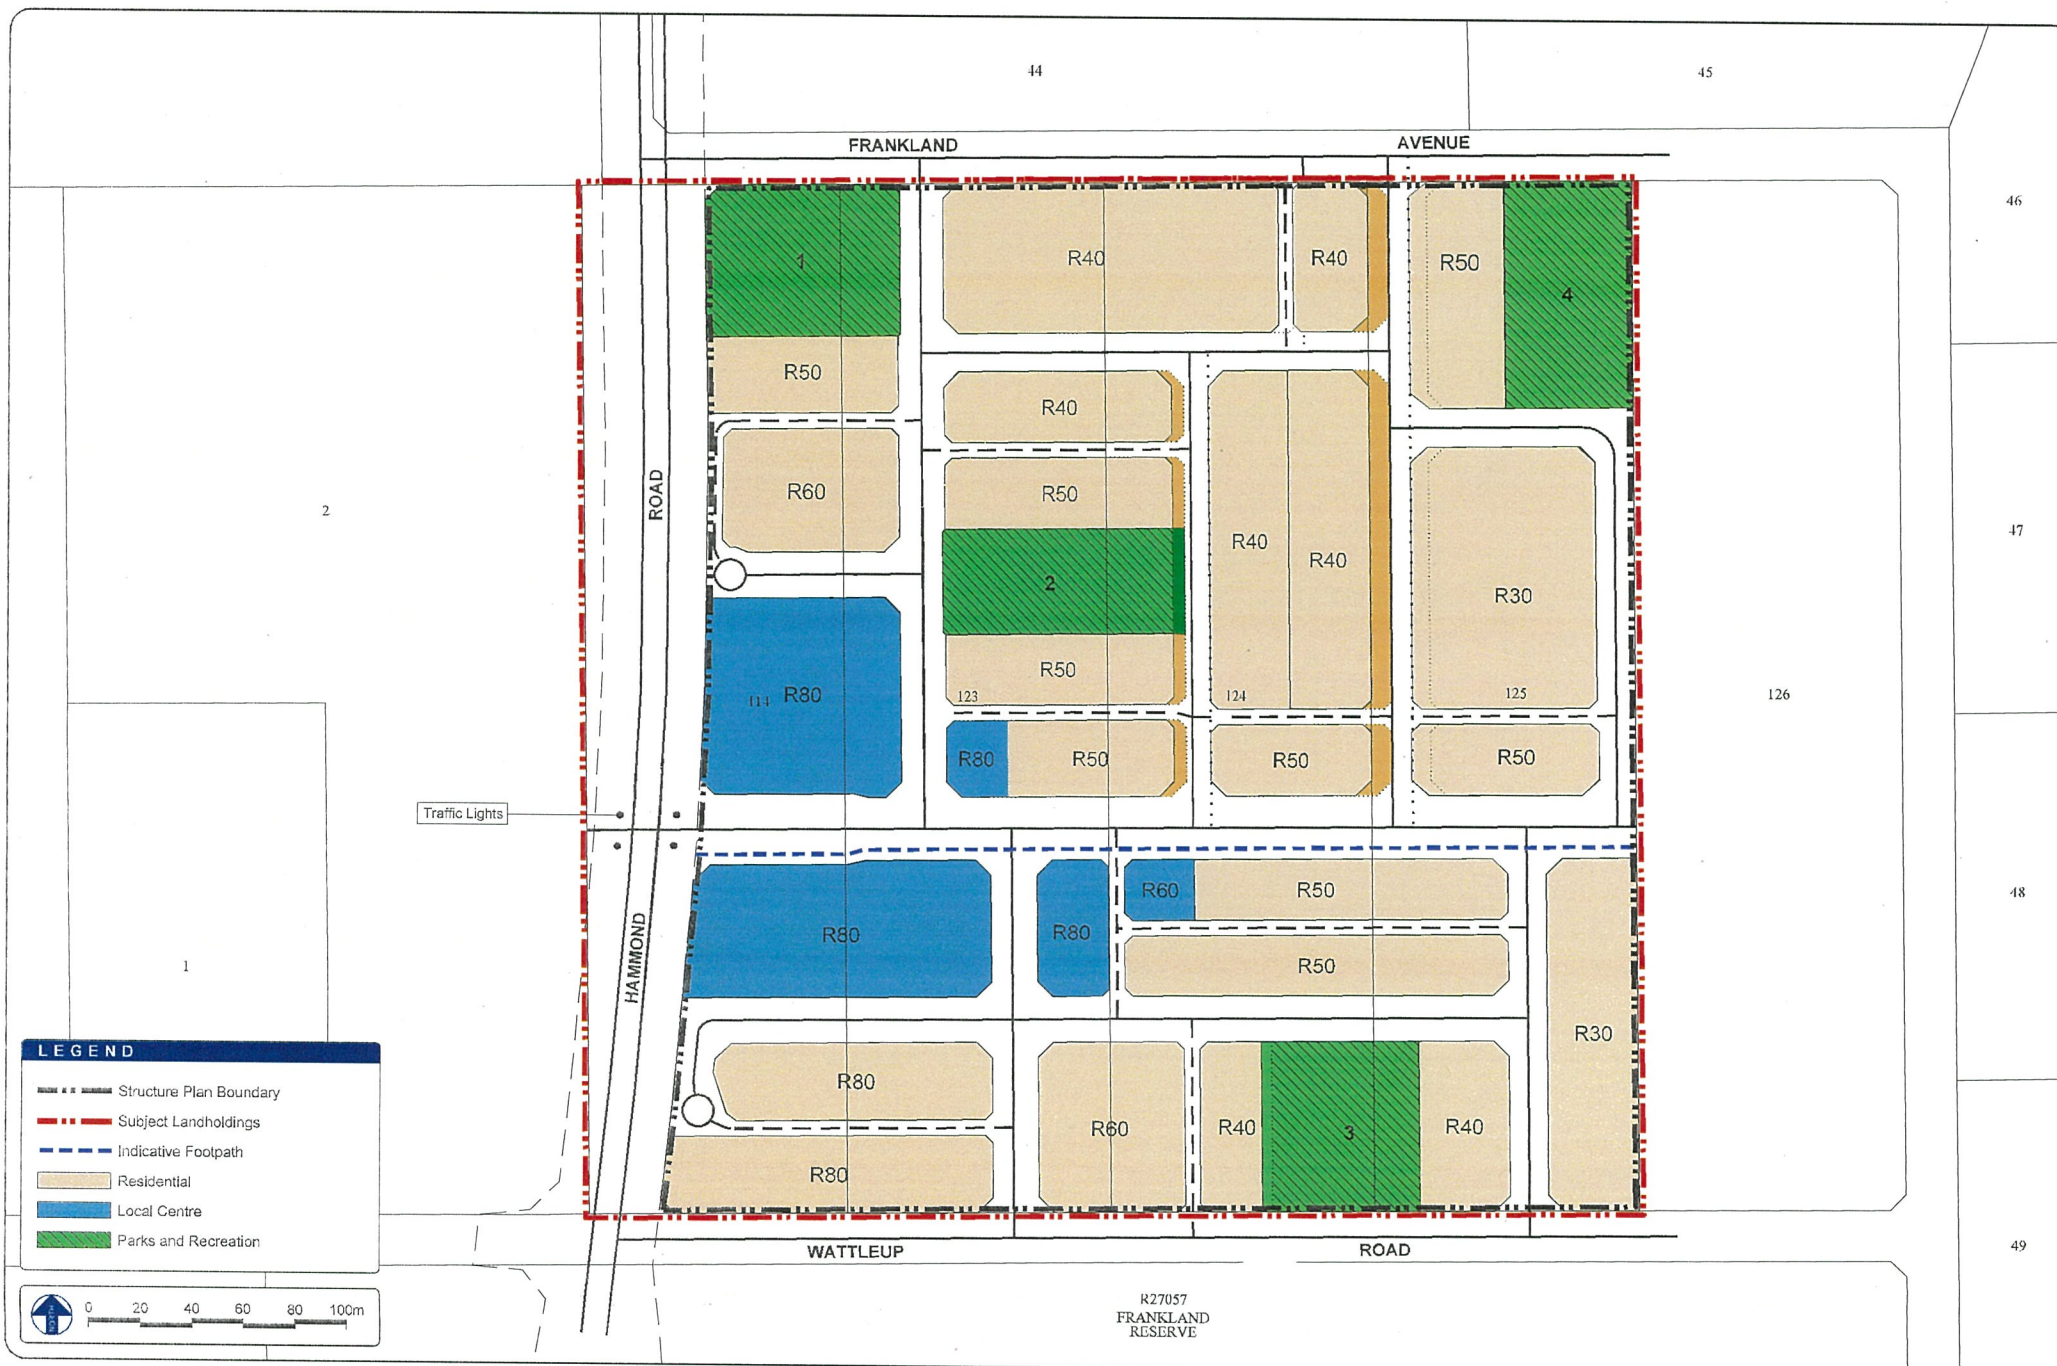 44
45
FRANKLAND
AVENUE
46
1
R40
R40
R50
4
R50
R40
R60
R50
ROAD
2
47
R40
R40
2
R30
R50
114
R80
123
124
125
126
R80
R50
R50
R50
Traffic Lights
R60
R50
48
R80
R80
HAMMOND
R50
1
R30
R80
R60
R40
3
R40
R80
WATTLEUP
ROAD
49
LEGEND
Structure Plan Boundary
Subject Landholdings
Indicative Footpath
Residential
Local Centre
Parks and Recreation
0 20 40 60 80 100m
R27057
FRANKLAND
RESERVE